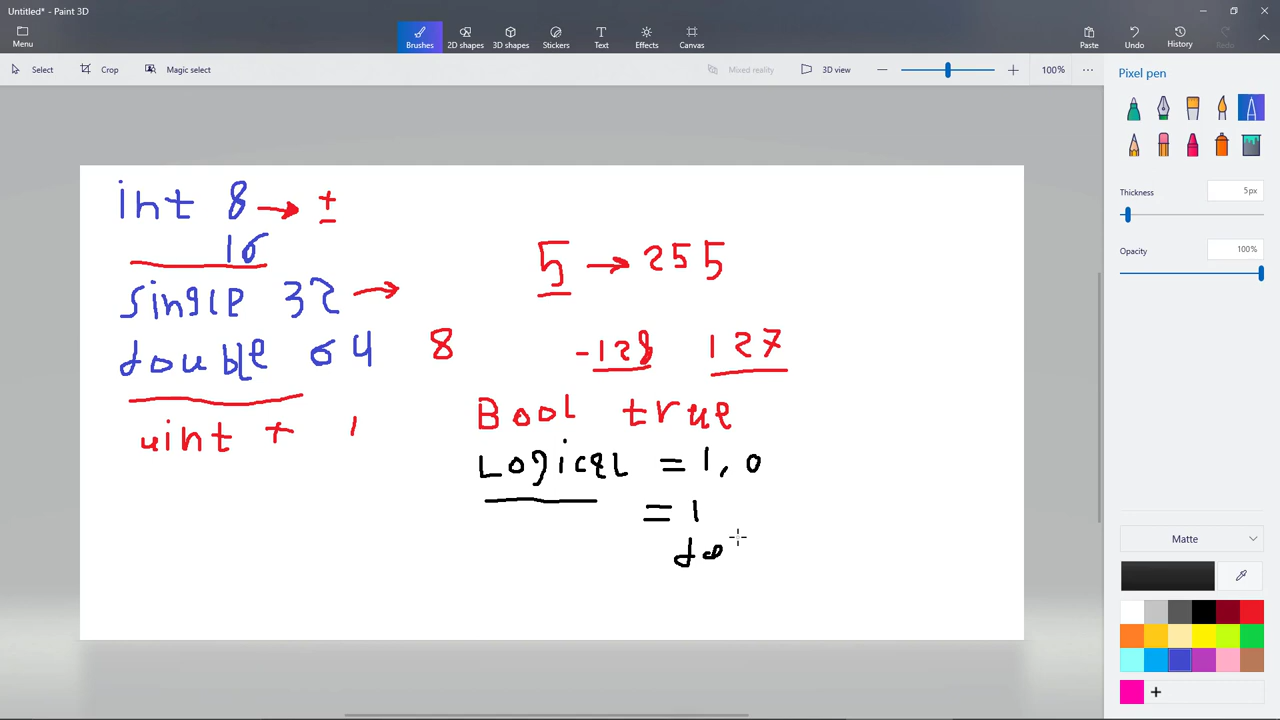 Untitled* - Paint 3D
Menu
Brushes
2D shapes
3D shapes
Stickers
Text
Effects
Canvas
Paste
Undo
History
Redo
Select
Crop
Magic select
Mixed reality
3D view
100%
Pixel pen
Thickness
5px
Opacity
100%
Matte
int 8 → ±
16
single 32 →
double 64 8
uint + 1
5 → 255
-128 127
Bool true
Logical = 1, 0
= 1
do